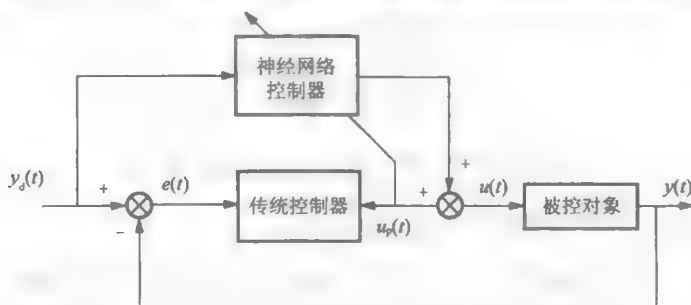 神经网络
控制器
y_d(t)
+
e(t)
-
传统控制器
+
+
u_p(t)
u(t)
被控对象
y(t)